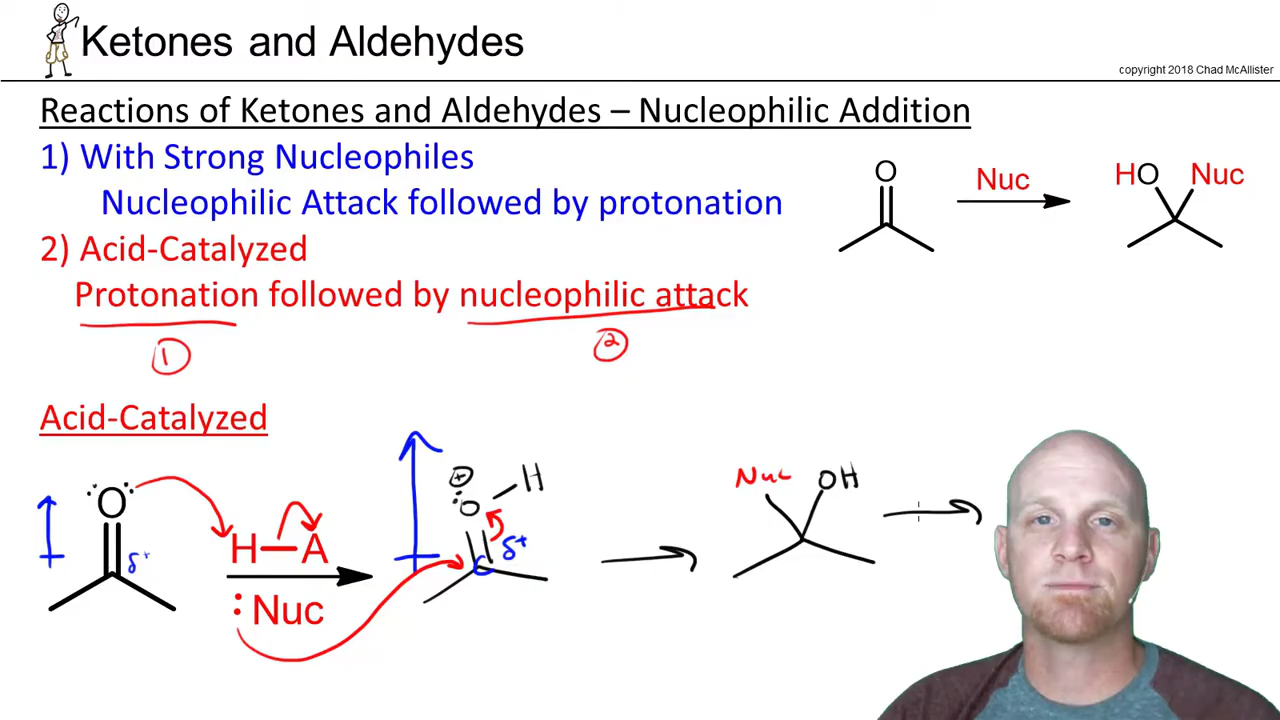 Ketones and Aldehydes
copyright 2018 Chad McAllister
Reactions of Ketones and Aldehydes – Nucleophilic Addition
1) With Strong Nucleophiles
Nucleophilic Attack followed by protonation
O
Nuc
HO Nuc
2) Acid-Catalyzed
Protonation followed by nucleophilic attack
1
2
Acid-Catalyzed
O
δ+
H–A
:Nuc
+
O
H
δ+
C
Nuc OH